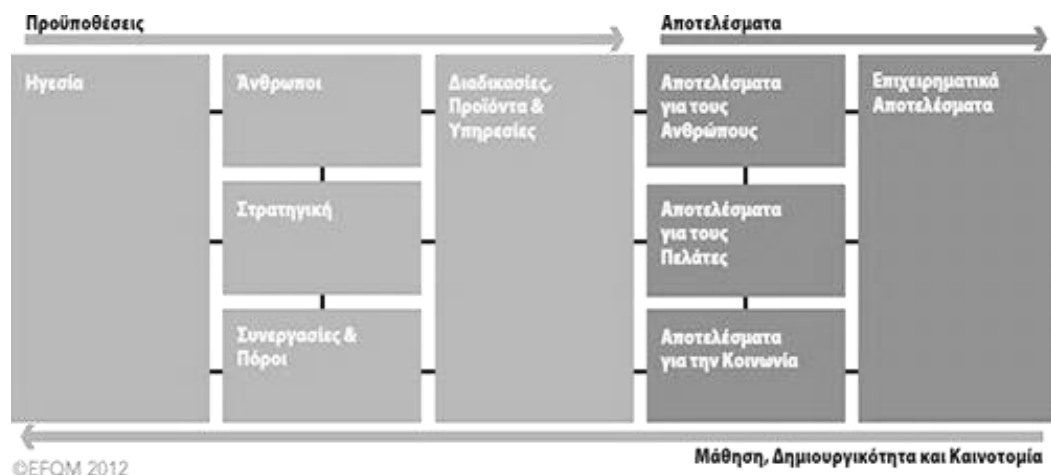 Προϋποθέσεις
Αποτελέσματα
Ηγεσία
Άνθρωποι
Στρατηγική
Συνεργασίες &
Πόροι
Διαδικασίες,
Προϊόντα &
Υπηρεσίες
Αποτελέσματα
για τους
Ανθρώπους
Αποτελέσματα
για τους
Πελάτες
Αποτελέσματα
για την Κοινωνία
Επιχειρηματικά
Αποτελέσματα
Μάθηση, Δημιουργικότητα και Καινοτομία
©EFQM 2012